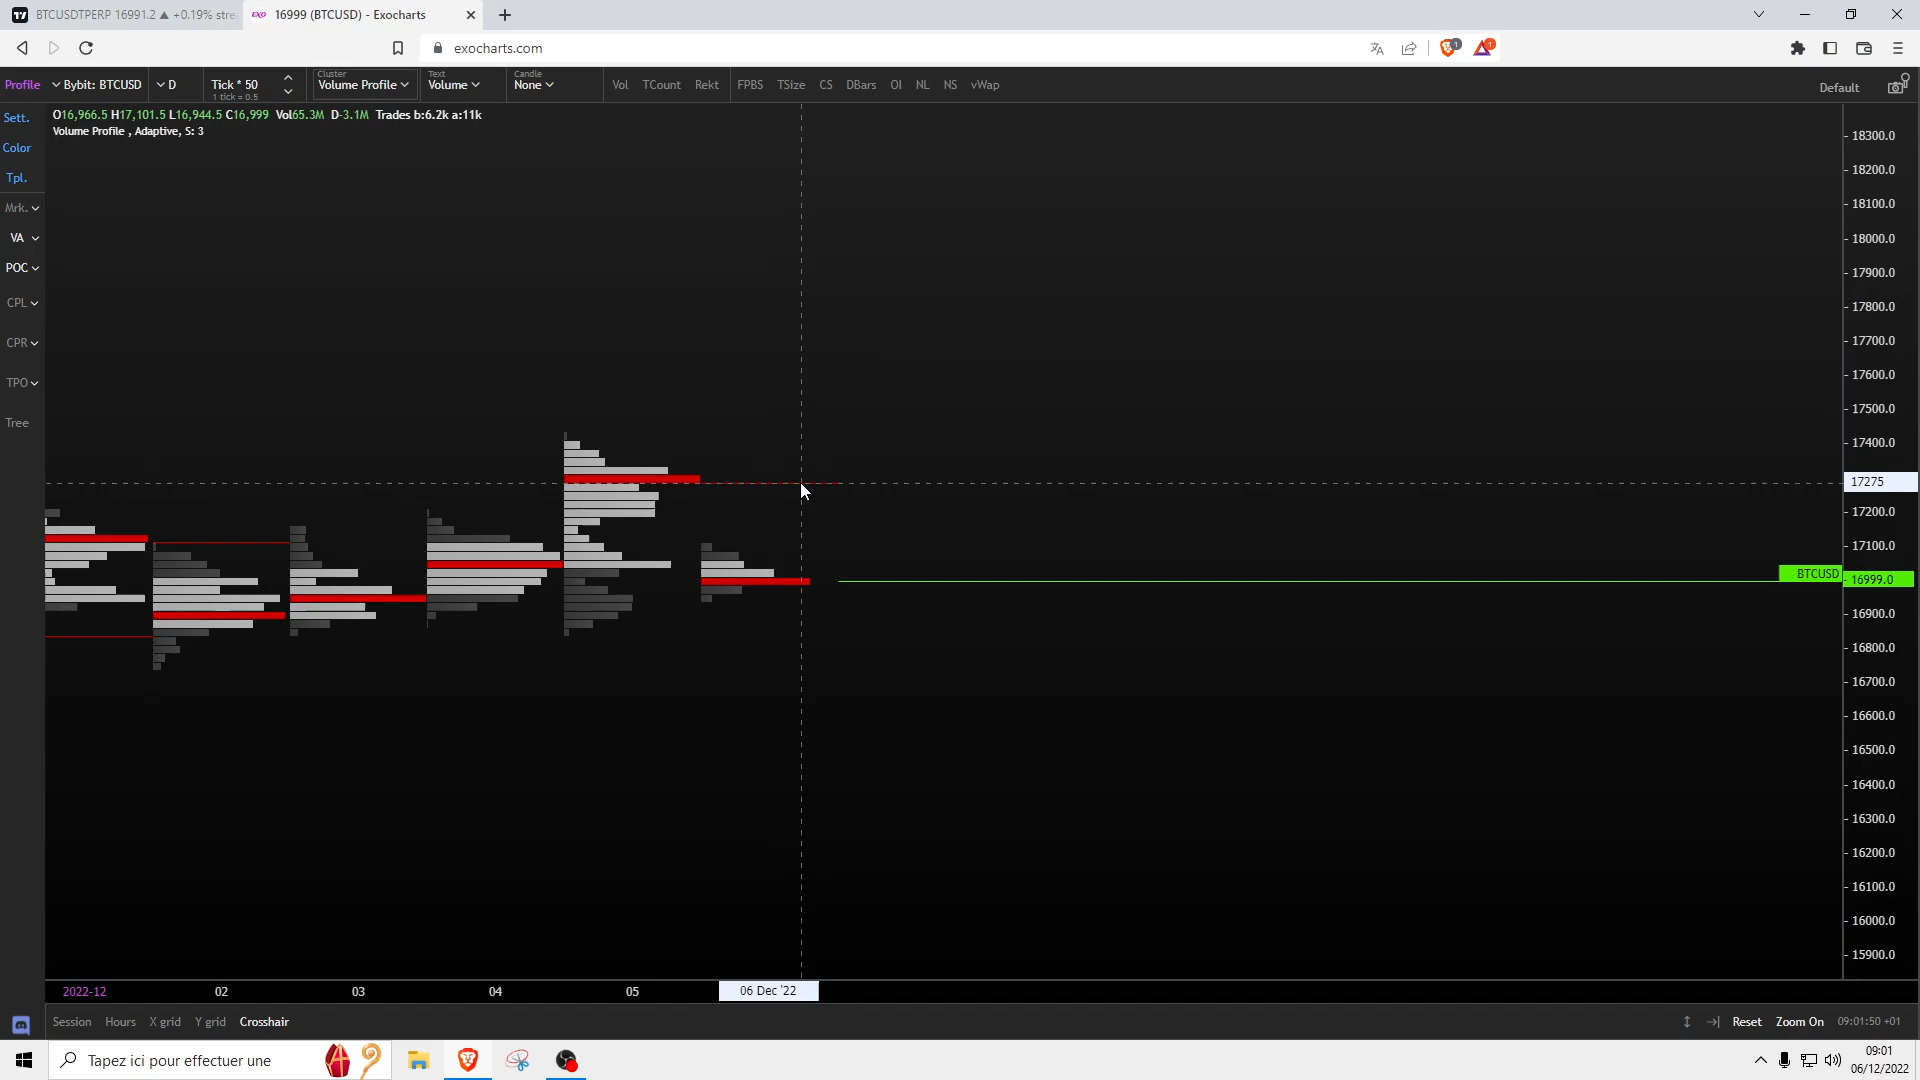 BTCUSDTPERP 16991.2 ▲ +0.19% stre
EXO 16999 (BTCUSD) - Exocharts
exocharts.com
Profile
Bybit: BTCUSD
D
Tick * 50
1 tick = 0.5
Cluster
Volume Profile
Text
Volume
Candle
None
Vol
TCount
Rekt
FPBS
TSize
CS
DBars
OI
NL
NS
vWap
Default
O16,966.5 H17,101.5 L16,944.5 C16,999 Vol65.3M D-3.1M Trades b:6.2k a:11k
Volume Profile , Adaptive, S: 3
Sett.
Color
Tpl.
Mrk.
VA
POC
CPL
CPR
TPO
Tree
18300.0
18200.0
18100.0
18000.0
17900.0
17800.0
17700.0
17600.0
17500.0
17400.0
17275
17200.0
17100.0
BTCUSD 16999.0
16900.0
16800.0
16700.0
16600.0
16500.0
16400.0
16300.0
16200.0
16100.0
16000.0
15900.0
2022-12
02
03
04
05
06 Dec '22
Session
Hours
X grid
Y grid
Crosshair
Reset
Zoom On
09:01:50 +01
Tapez ici pour effectuer une
09:01
06/12/2022